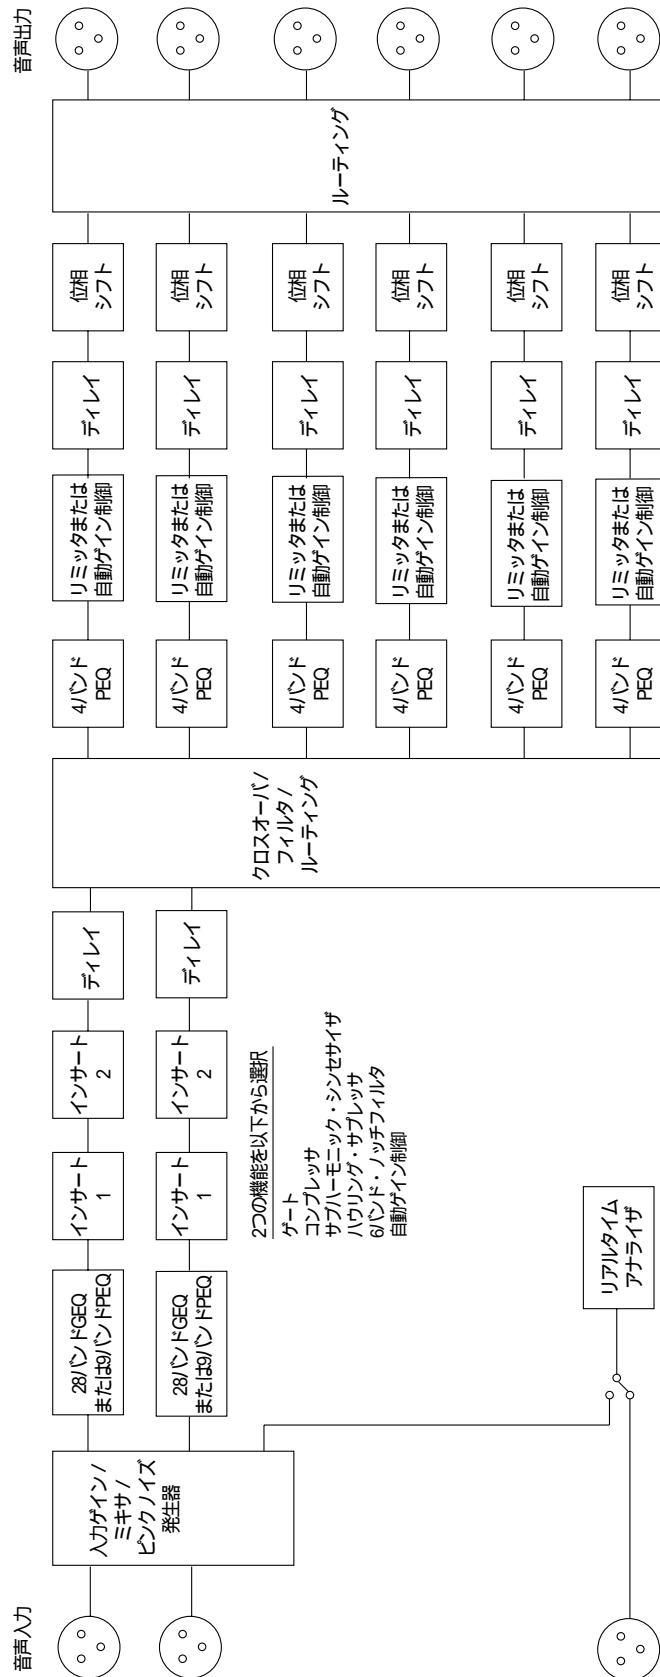 音声入力
入力ゲイン /
ミキサ /
ピンクノイズ
発生器
28バンドGEQ
または9バンドPEQ
28バンドGEQ
または9バンドPEQ
インサート
1
インサート
1
インサート
2
インサート
2
ディレイ
ディレイ
2つの機能を以下から選択
ゲート
コンプレッサ
サブハーモニック・シンセサイザ
ハウリング・サプレッサ
6バンド・ノッチフィルタ
自動ゲイン制御
リアルタイム
アナライザ
クロスオーバ /
フィルタ /
ルーティング
4バンド
PEQ
4バンド
PEQ
4バンド
PEQ
4バンド
PEQ
4バンド
PEQ
4バンド
PEQ
リミッタまたは
自動ゲイン制御
リミッタまたは
自動ゲイン制御
リミッタまたは
自動ゲイン制御
リミッタまたは
自動ゲイン制御
リミッタまたは
自動ゲイン制御
リミッタまたは
自動ゲイン制御
ディレイ
ディレイ
ディレイ
ディレイ
ディレイ
ディレイ
位相
シフト
位相
シフト
位相
シフト
位相
シフト
位相
シフト
位相
シフト
ルーティング
音声出力